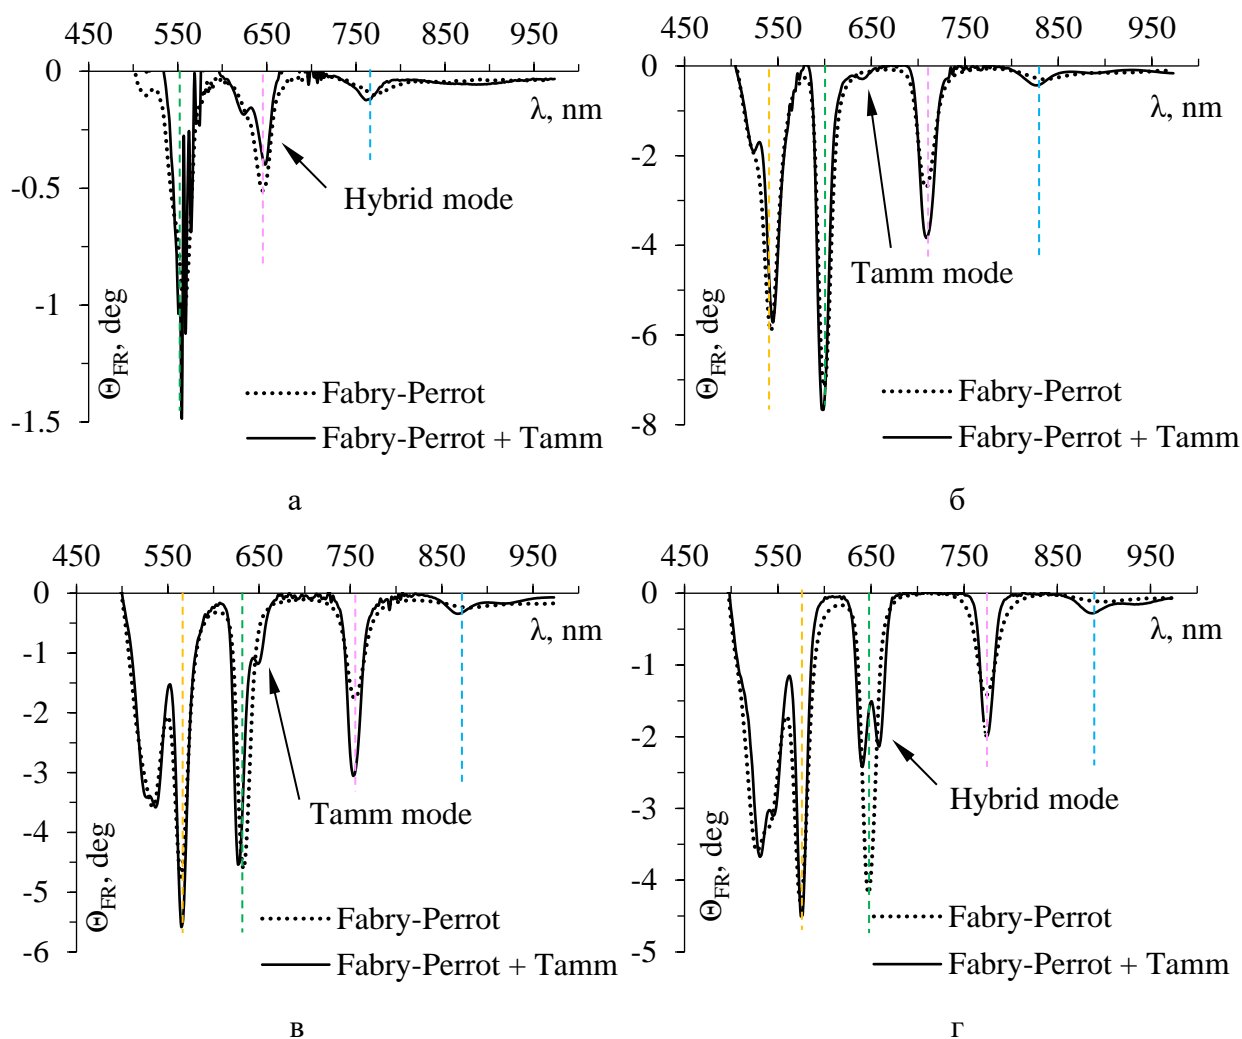 450 550 650 750 850 950
0
λ, nm
-0.5
Hybrid mode
-1
ΘFR, deg
Fabry-Perrot
-1.5
Fabry-Perrot + Tamm
а
450 550 650 750 850 950
0
λ, nm
-2
-4
Tamm mode
ΘFR, deg
-6
Fabry-Perrot
-8
Fabry-Perrot + Tamm
б
450 550 650 750 850 950
0
λ, nm
-1
-2
-3
Tamm mode
-4
ΘFR, deg
-5
Fabry-Perrot
-6
Fabry-Perrot + Tamm
в
450 550 650 750 850 950
0
λ, nm
-1
-2
Hybrid mode
-3
ΘFR, deg
-4
Fabry-Perrot
-5
Fabry-Perrot + Tamm
г